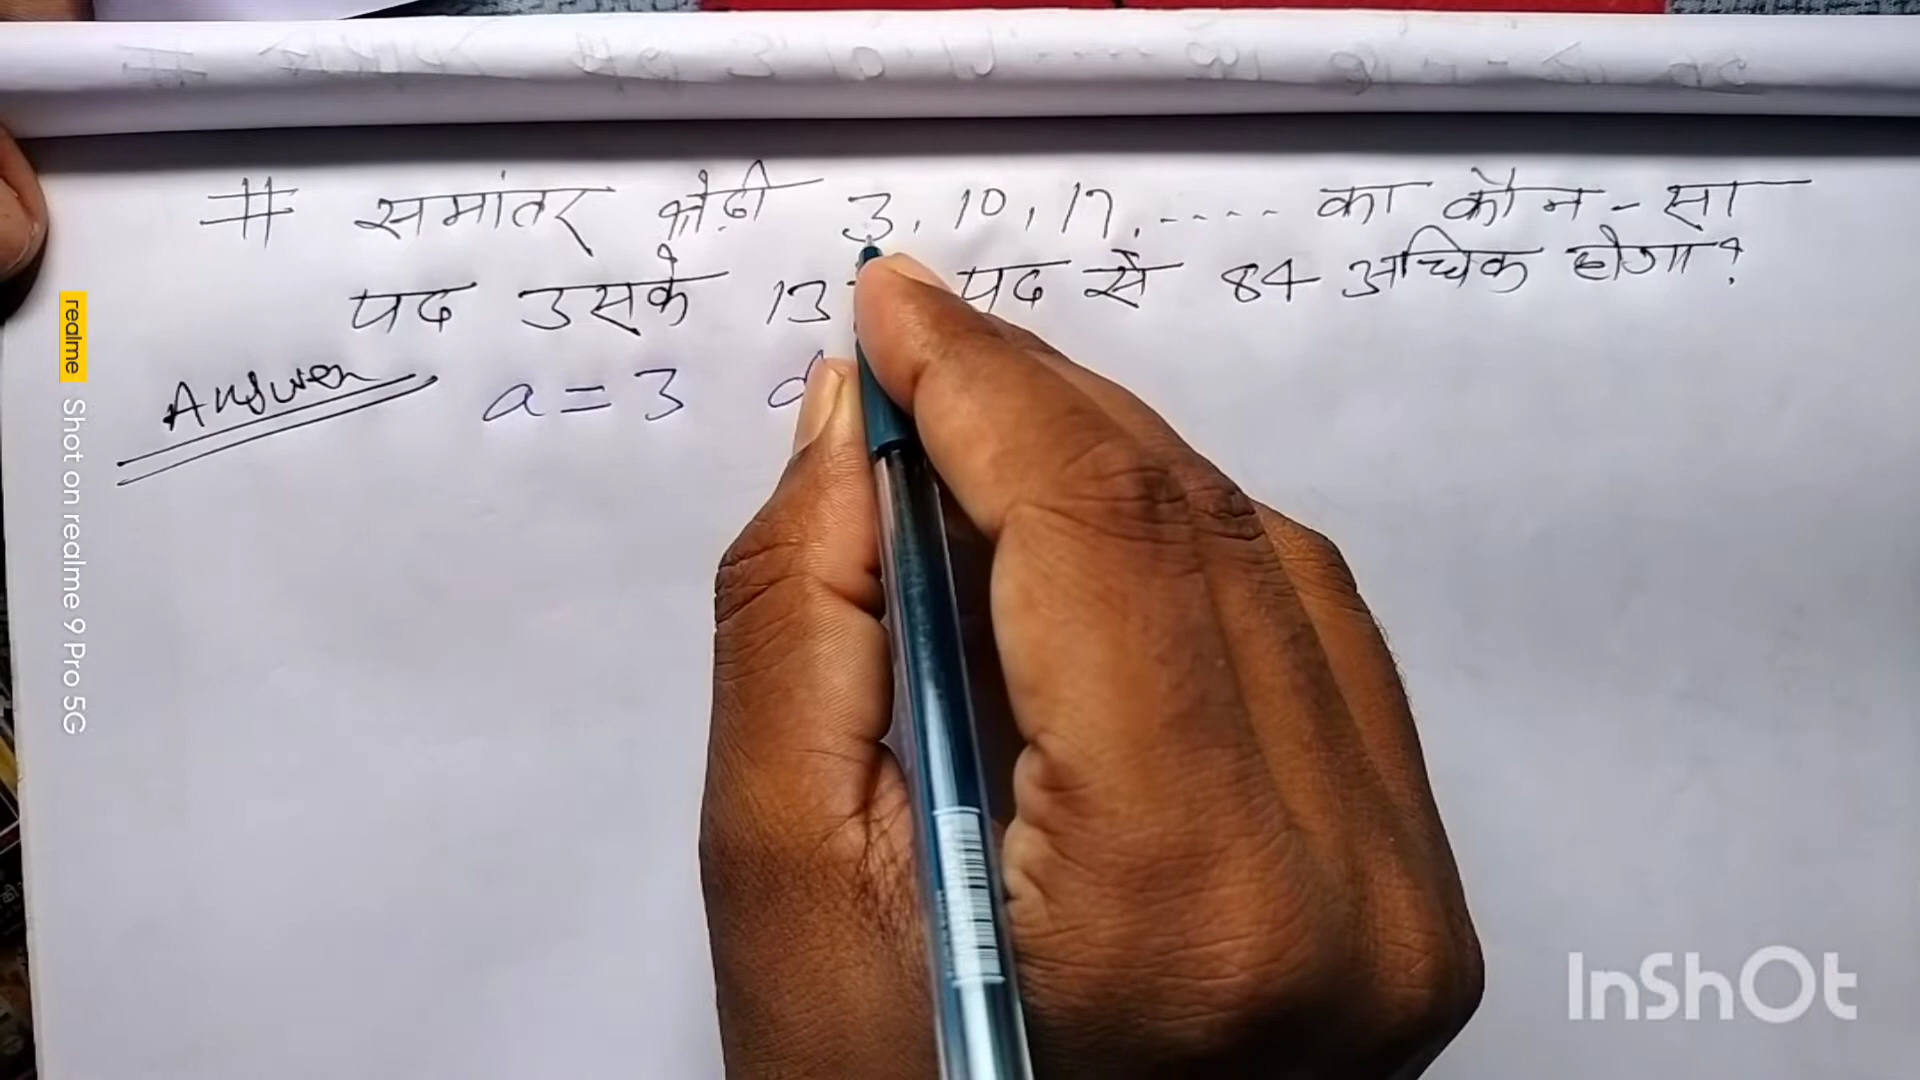 # समांतर श्रेढ़ी 3, 10, 17, .... का कौन-सा
पद उसके 13 पद से 84 अधिक होगा?
Answer a = 3 d
realme Shot on realme 9 Pro 5G
InShOt